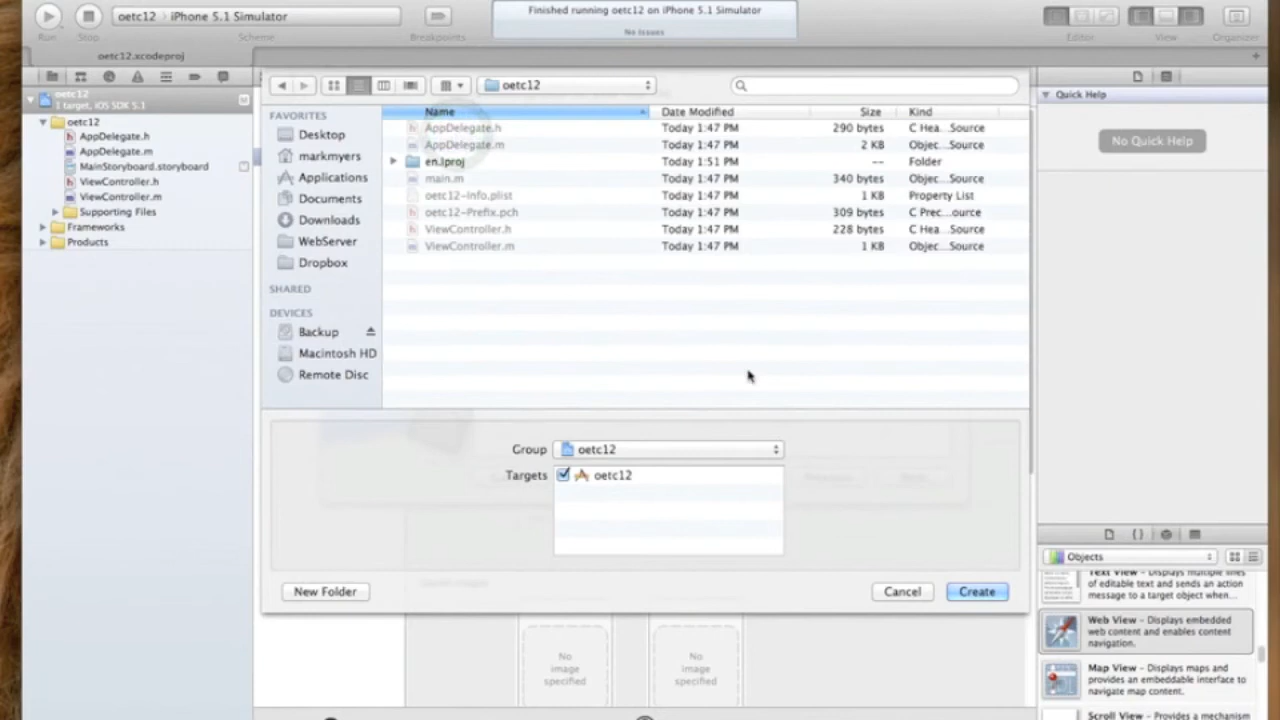 oetc12 › iPhone 5.1 Simulator
Finished running oetc12 on iPhone 5.1 Simulator
No Issues
Run
Stop
Scheme
Breakpoints
Editor
View
Organizer
oetc12.xcodeproj
oetc12
1 target, iOS SDK 5.1
M
oetc12
AppDelegate.h
AppDelegate.m
MainStoryboard.storyboard
ViewController.h
ViewController.m
Supporting Files
Frameworks
Products
oetc12
FAVORITES
Desktop
markmyers
Applications
Documents
Downloads
WebServer
Dropbox
SHARED
DEVICES
Backup
Macintosh HD
Remote Disc
Name Date Modified Size Kind
AppDelegate.h Today 1:47 PM 290 bytes C Hea...Source
AppDelegate.m Today 1:47 PM 2 KB Objec...Source
en.lproj Today 1:51 PM -- Folder
main.m Today 1:47 PM 340 bytes Objec...Source
oetc12-Info.plist Today 1:47 PM 1 KB Property List
oetc12-Prefix.pch Today 1:47 PM 309 bytes C Prec...ource
ViewController.h Today 1:47 PM 228 bytes C Hea...Source
ViewController.m Today 1:47 PM 1 KB Objec...Source
Group oetc12
Targets oetc12
New Folder
Cancel
Create
No image specified
No image specified
Quick Help
No Quick Help
{}
Objects
Text View - Displays multiple lines
of editable text and sends an action
message to a target object when...
Web View - Displays embedded
web content and enables content
navigation.
Map View - Displays maps and
provides an embeddable interface to
navigate map content.
Scroll View - Provides a mechanism